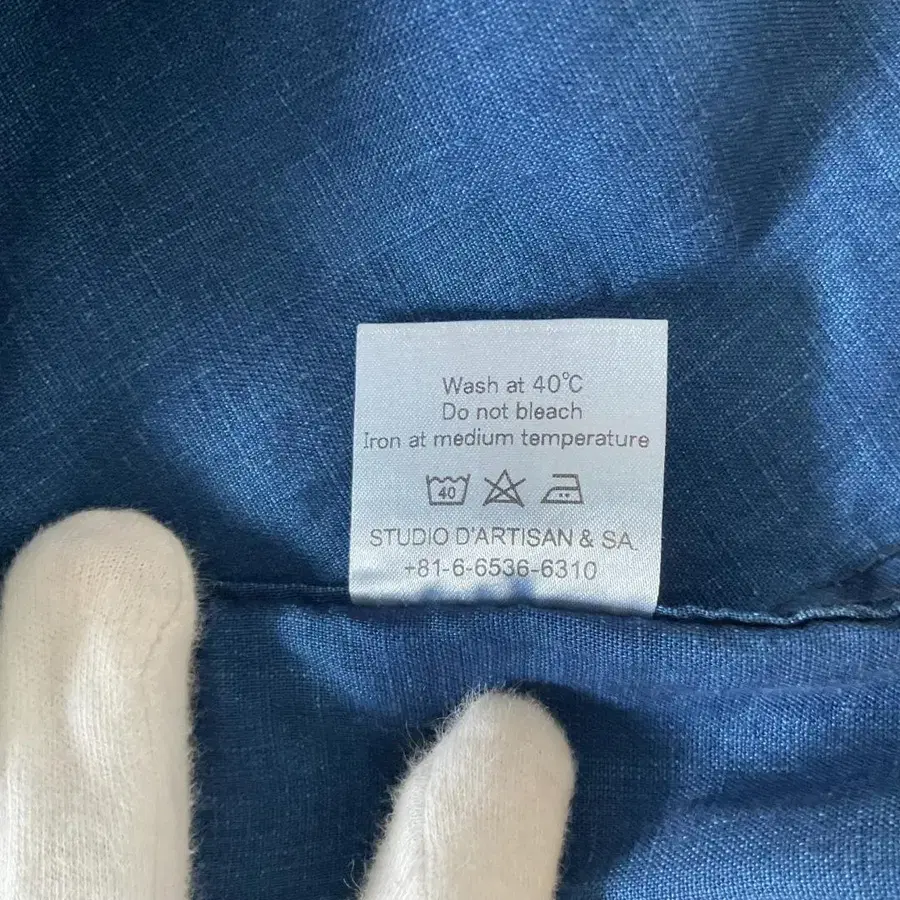 Wash at 40℃
Do not bleach
Iron at medium temperature
40
STUDIO D'ARTISAN & SA.
+81-6-6536-6310